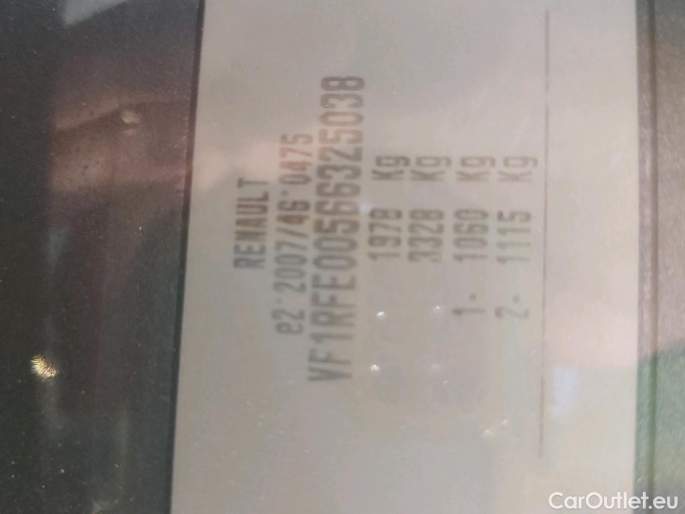 RENAULT
e2*2007/46*0475
VF1RFE00566325038
1978 Kg
3328 Kg
1- 1060 Kg
2- 1115 Kg
CarOutlet.eu